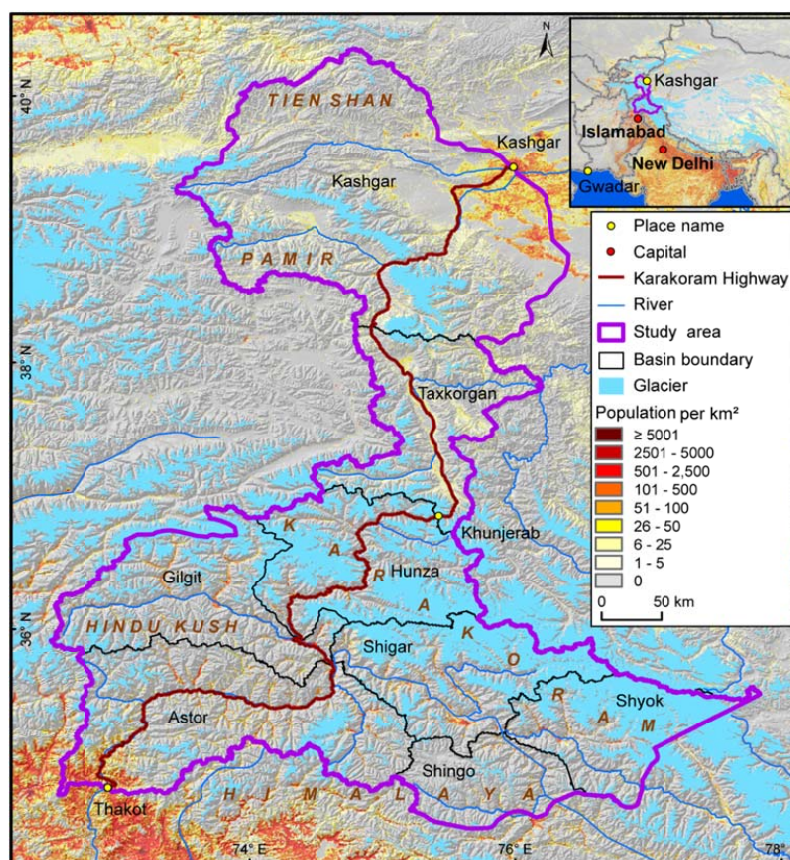 N
40° N
38° N
36° N
74° E
76° E
78°
TIEN SHAN
Kashgar
Kashgar
PAMIR
Taxkorgan
Khunjerab
KARAKORAM
Hunza
Gilgit
HINDU KUSH
Shigar
Shyok
Astor
Shingo
Thakot
HIMALAYA
Kashgar
Islamabad
New Delhi
Gwadar
Place name
Capital
Karakoram Highway
River
Study area
Basin boundary
Glacier
Population per km²
≥ 5001
2501 - 5000
501 - 2,500
101 - 500
51 - 100
26 - 50
6 - 25
1 - 5
0
0 50 km